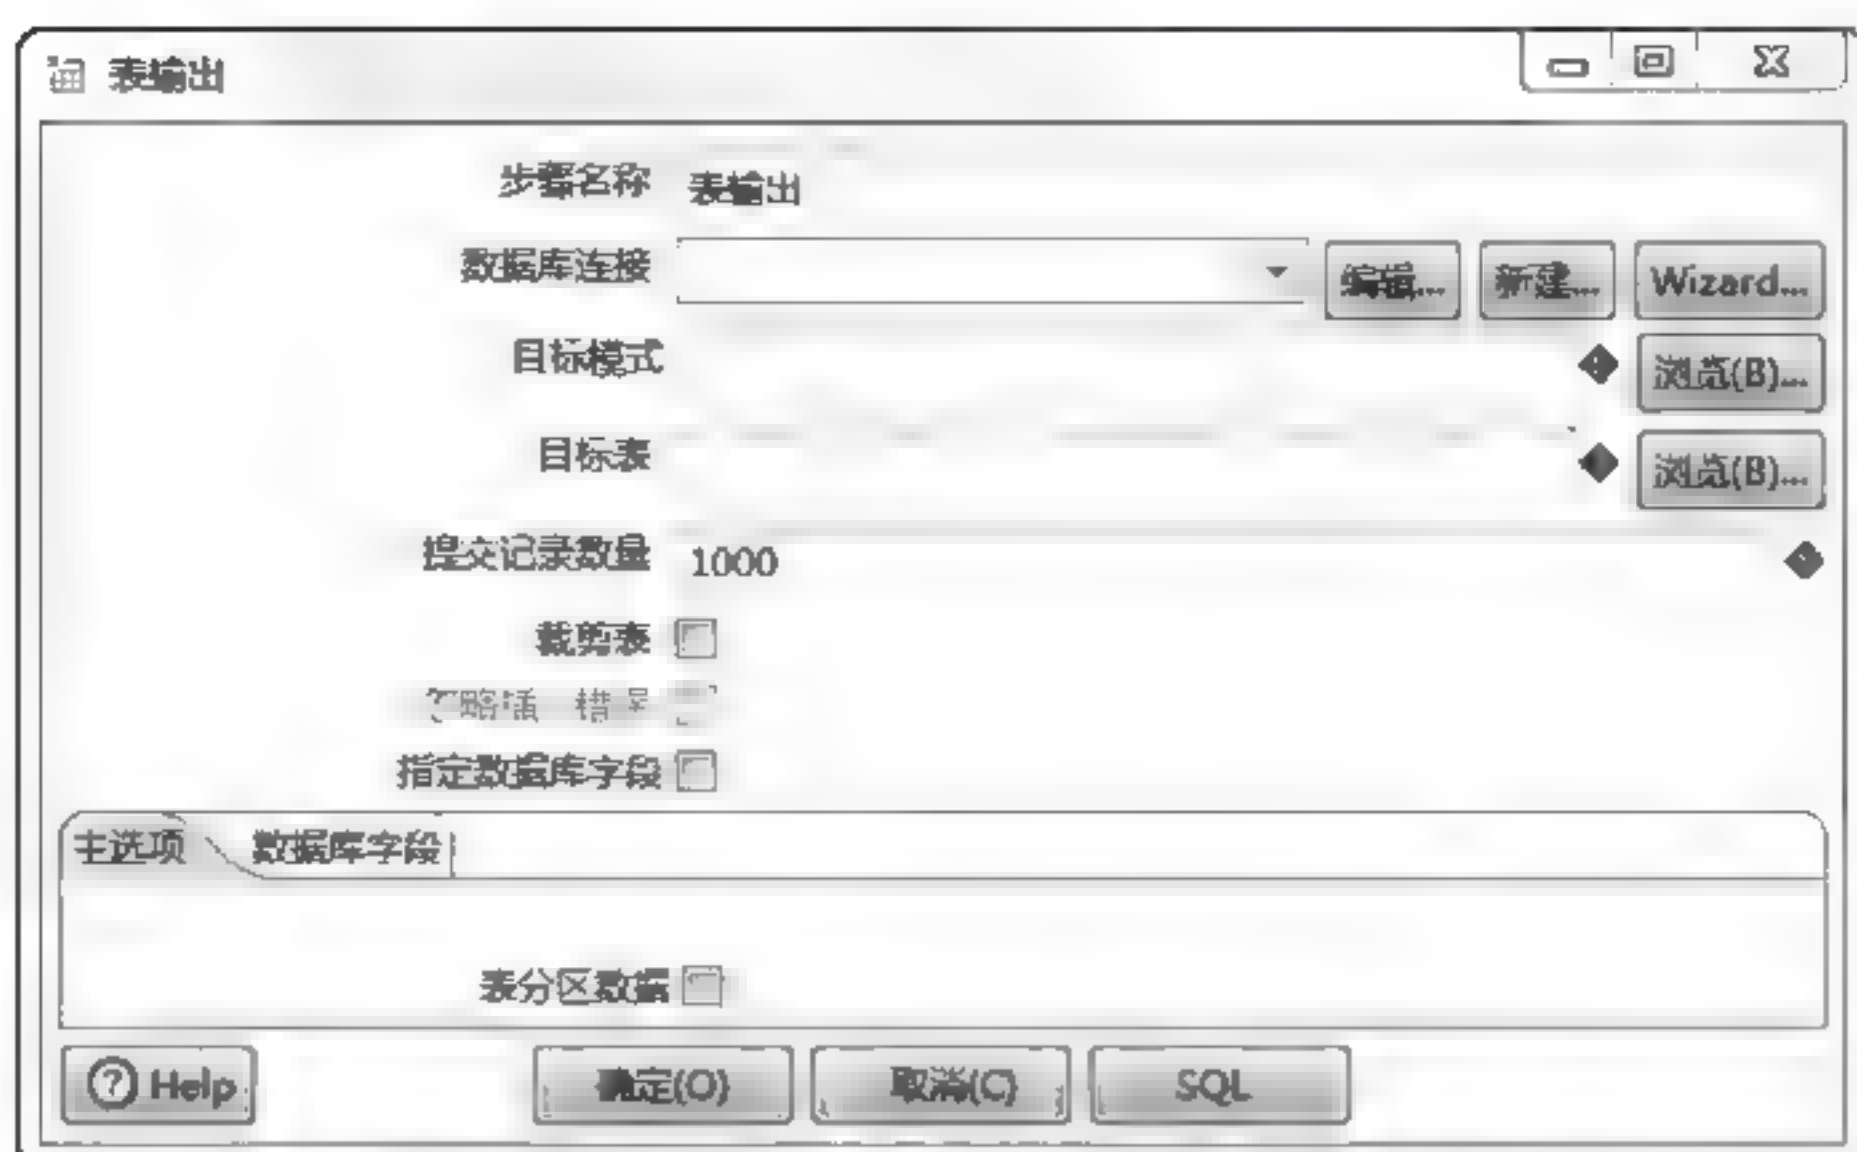 表输出
步骤名称 表输出
数据库连接 编辑... 新建... Wizard...
目标模式 浏览(B)...
目标表 浏览(B)...
提交记录数量 1000
裁剪表
指定数据库字段
主选项 数据库字段
表分区数据
Help 确定(O) 取消(C) SQL